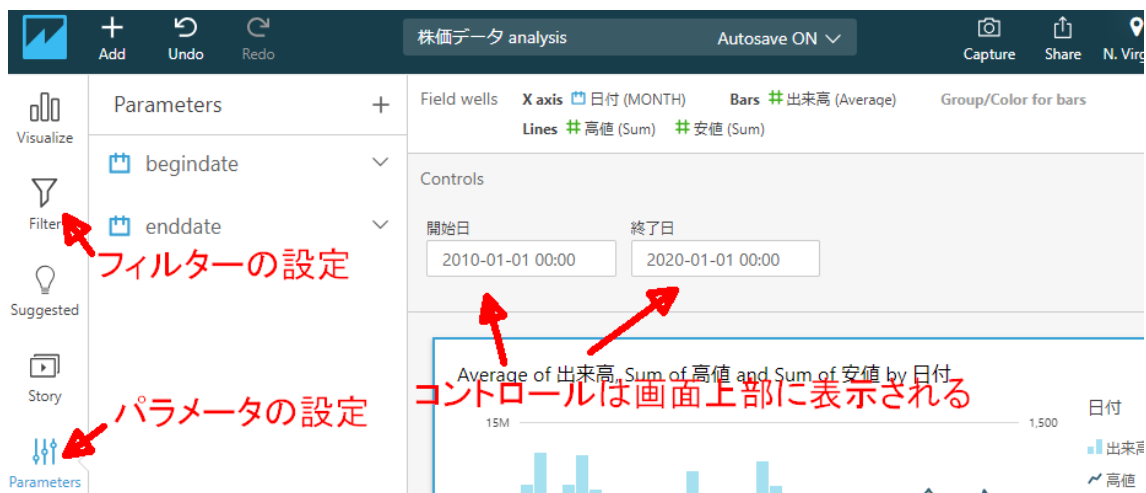 Add Undo Redo 株価データ analysis Autosave ON Capture Share N. Virg
Visualize
Filter
Suggested
Story
Parameters
Parameters +
begindate
enddate
フィルターの設定
パラメータの設定
Field wells X axis 日付 (MONTH) Bars 出来高 (Average) Group/Color for bars
Lines 高値 (Sum) 安値 (Sum)
Controls
開始日 終了日
2010-01-01 00:00 2020-01-01 00:00
Average of 出来高, Sum of 高値 and Sum of 安値 by 日付
コントロールは画面上部に表示される
15M 1,500
日付
出来高
高値